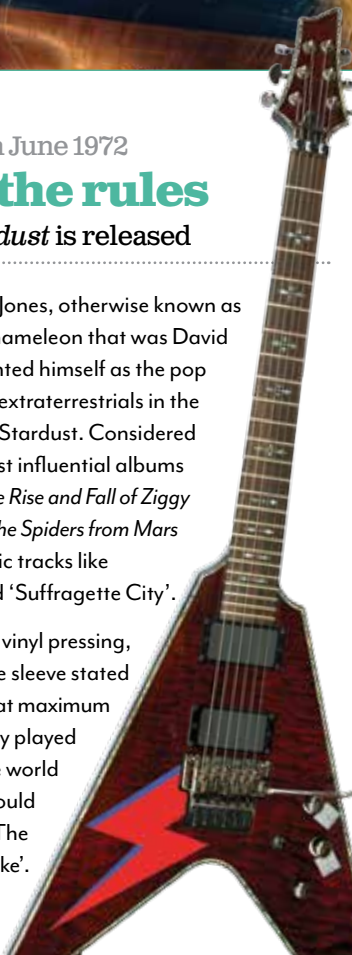 June 1972
the rules
dust is released
Jones, otherwise known as
ameleon that was David
nted himself as the pop
extraterrestrials in the
Stardust. Considered
st influential albums
e Rise and Fall of Ziggy
he Spiders from Mars
ic tracks like
d ‘Suffragette City’.
vinyl pressing,
e sleeve stated
at maximum
y played
e world
ould
The
ke’.